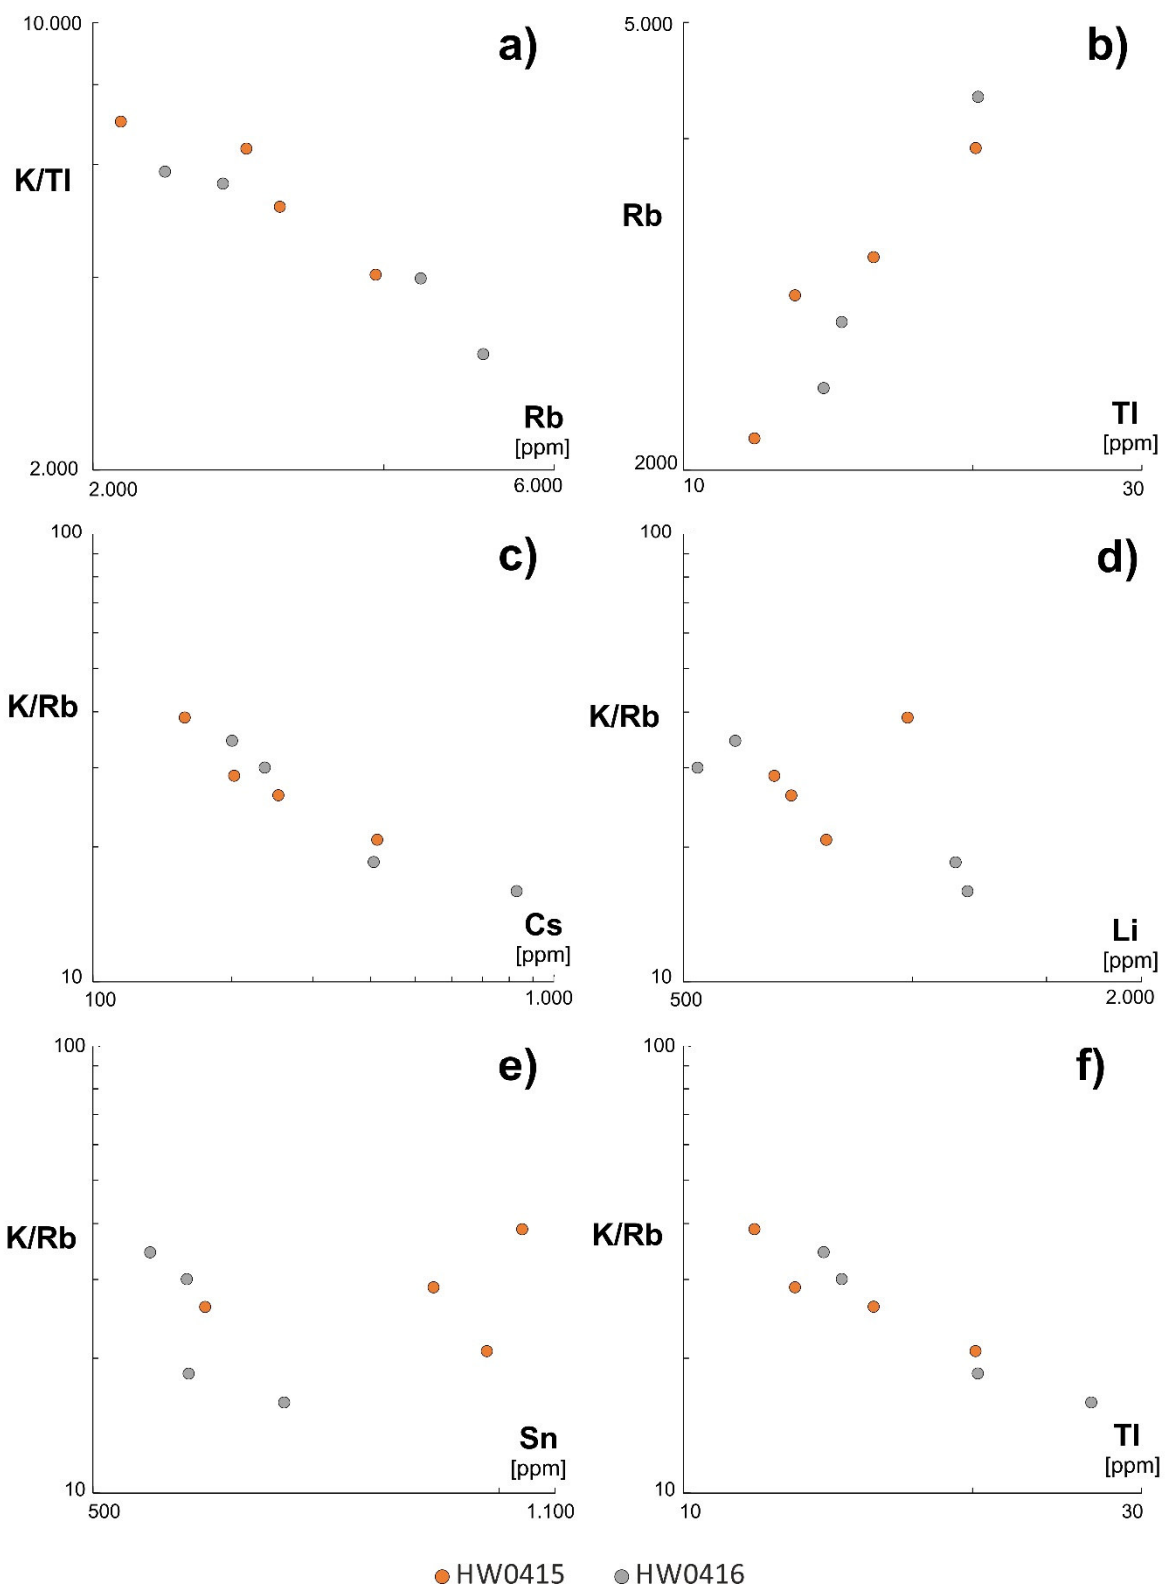 10.000
a)
K/Tl
Rb
[ppm]
2.000
2.000
6.000
5.000
b)
Rb
Tl
[ppm]
2000
10
30
100
c)
K/Rb
Cs
[ppm]
10
100
1.000
100
d)
K/Rb
Li
[ppm]
10
500
2.000
100
e)
K/Rb
Sn
[ppm]
10
500
1.100
100
f)
K/Rb
Tl
[ppm]
10
10
30
HW0415 HW0416